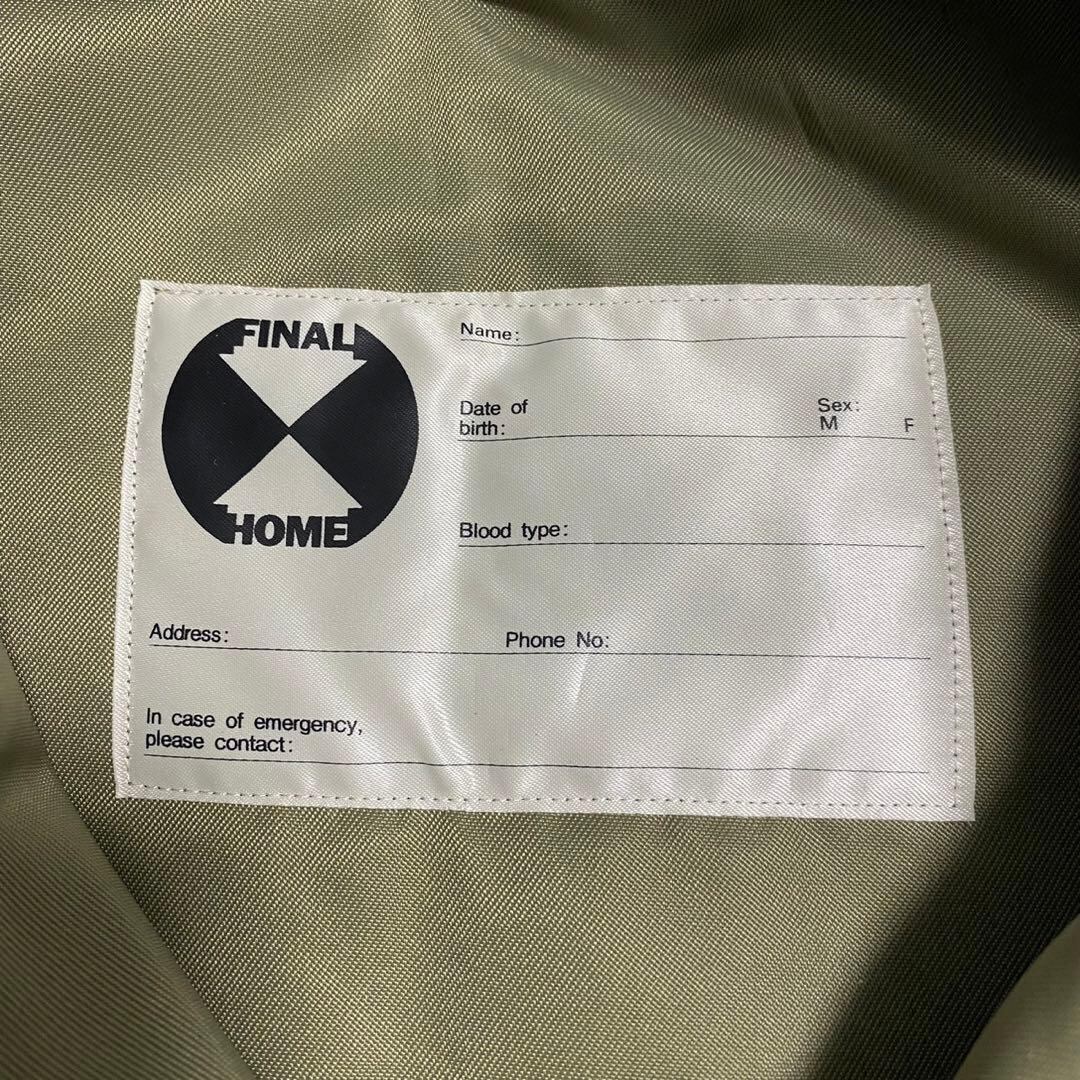 FINAL
HOME
Name:
Date of
birth:
Sex:
M F
Blood type:
Address:
Phone No:
In case of emergency,
please contact: